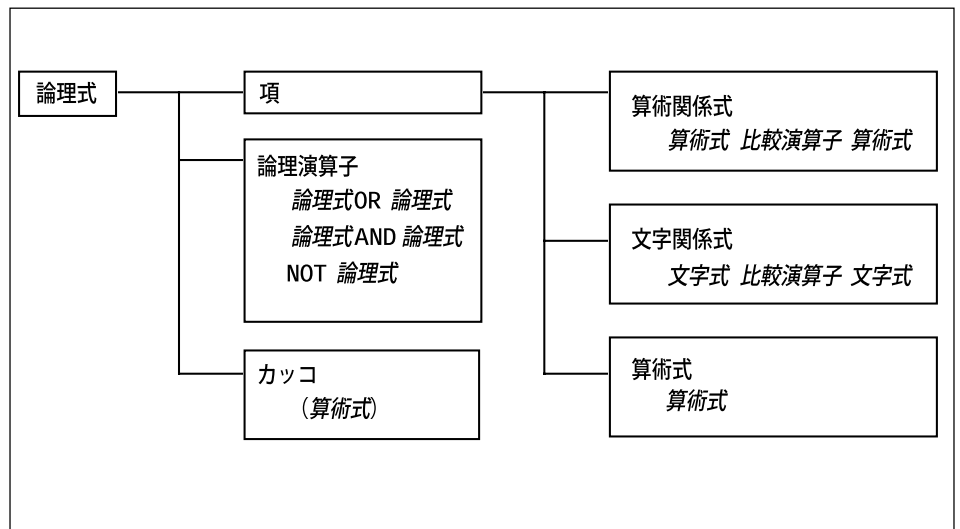 論理式
項
論理演算子
論理式OR 論理式
論理式AND 論理式
NOT 論理式
カッコ
（算術式）
算術関係式
算術式 比較演算子 算術式
文字関係式
文字式 比較演算子 文字式
算術式
算術式